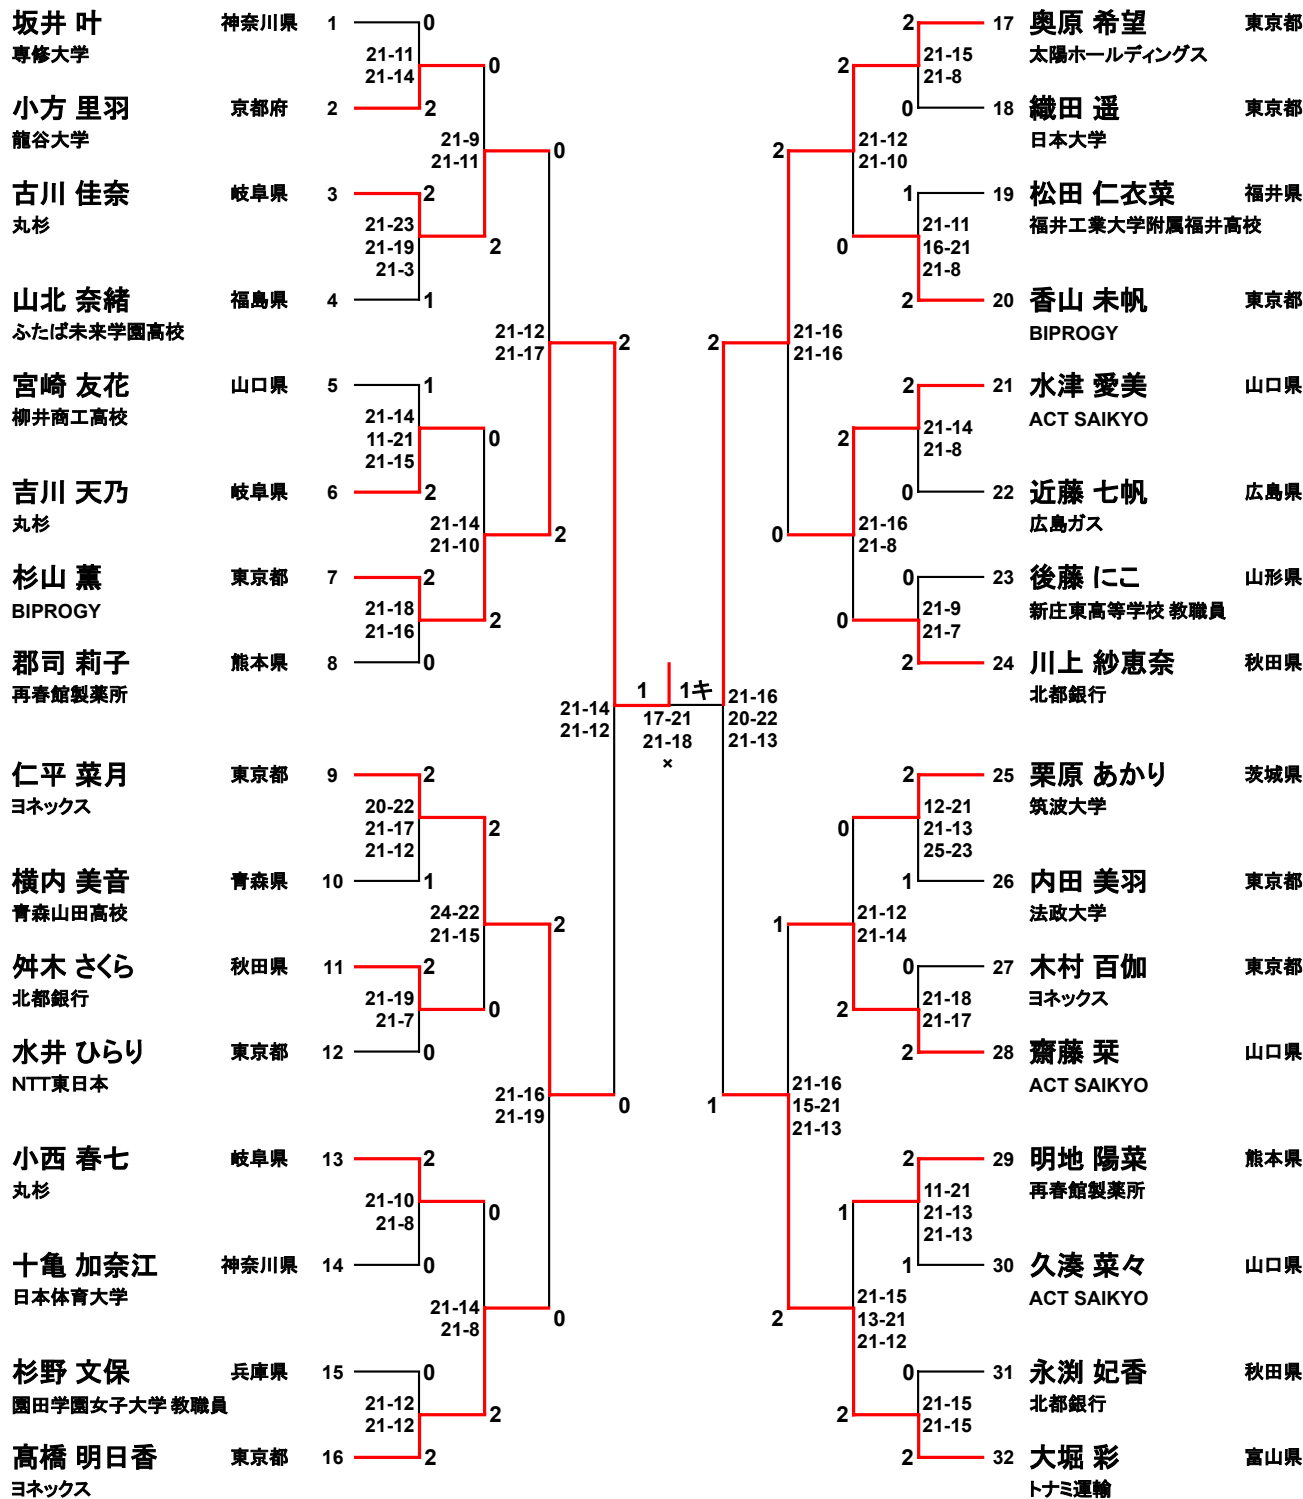 坂井 叶 神奈川県 1 0
専修大学
21-11
21-14 0
小方 里羽 京都府 2 2
龍谷大学
21-9
21-11 0
古川 佳奈 岐阜県 3 2
丸杉
21-23
21-19 2
21-3
山北 奈緒 福島県 4 1
ふたば未来学園高校
21-12
21-17 2
宮崎 友花 山口県 5 1
柳井商工高校
21-14
11-21 0
21-15
吉川 天乃 岐阜県 6 2
丸杉
21-14
21-10 2
杉山 薫 東京都 7 2
BIPROGY
21-18
21-16 2
郡司 莉子 熊本県 8 0
再春館製薬所
21-14
21-12
仁平 菜月 東京都 9 2
ヨネックス
20-22
21-17 2
21-12
横内 美音 青森県 10 1
青森山田高校
24-22
21-15 2
舛木 さくら 秋田県 11 2
北都銀行
21-19
21-7 0
水井 ひらり 東京都 12 0
NTT東日本
21-16
21-19 0
小西 春七 岐阜県 13 2
丸杉
21-10
21-8 0
十亀 加奈江 神奈川県 14 0
日本体育大学
21-14
21-8 0
杉野 文保 兵庫県 15 0
園田学園女子大学 教職員
21-12
21-12 2
髙橋 明日香 東京都 16 2
ヨネックス
1 1キ
17-21
21-18
×
2 17 奥原 希望 東京都
太陽ホールディングス
2 21-15
21-8
0 18 織田 遥 東京都
日本大学
2 21-12
21-10
1 19 松田 仁衣菜 福井県
福井工業大学附属福井高校
21-11
0 16-21
21-8
2 20 香山 未帆 東京都
BIPROGY
2 21-16
21-16
2 21 水津 愛美 山口県
ACT SAIKYO
2 21-14
21-8
0 22 近藤 七帆 広島県
広島ガス
0 21-16
21-8
0 23 後藤 にこ 山形県
新庄東高等学校 教職員
0 21-9
21-7
2 24 川上 紗恵奈 秋田県
北都銀行
21-16
20-22
21-13
2 25 栗原 あかり 茨城県
筑波大学
0 12-21
21-13
25-23
1 26 内田 美羽 東京都
法政大学
1 21-12
21-14
0 27 木村 百伽 東京都
ヨネックス
2 21-18
21-17
2 28 齋藤 栞 山口県
ACT SAIKYO
1 21-16
15-21
21-13
2 29 明地 陽菜 熊本県
再春館製薬所
1 11-21
21-13
21-13
1 30 久湊 菜々 山口県
ACT SAIKYO
2 21-15
13-21
21-12
0 31 永渕 妃香 秋田県
北都銀行
2 21-15
21-15
2 32 大堀 彩 富山県
トナミ運輸